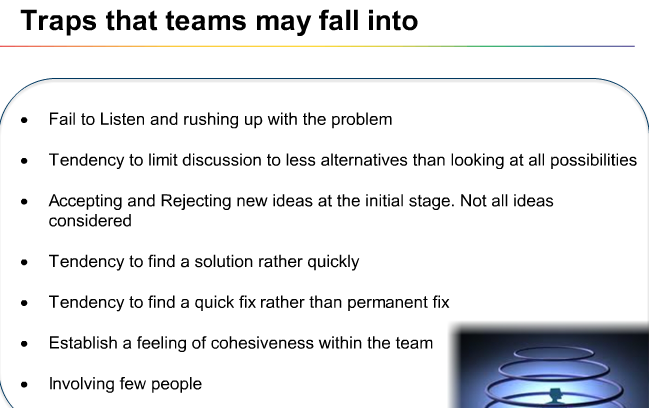 Traps that teams may fall into
• Fail to Listen and rushing up with the problem
• Tendency to limit discussion to less alternatives than looking at all possibilities
• Accepting and Rejecting new ideas at the initial stage. Not all ideas
considered
• Tendency to find a solution rather quickly
• Tendency to find a quick fix rather than permanent fix
• Establish a feeling of cohesiveness within the team
• Involving few people